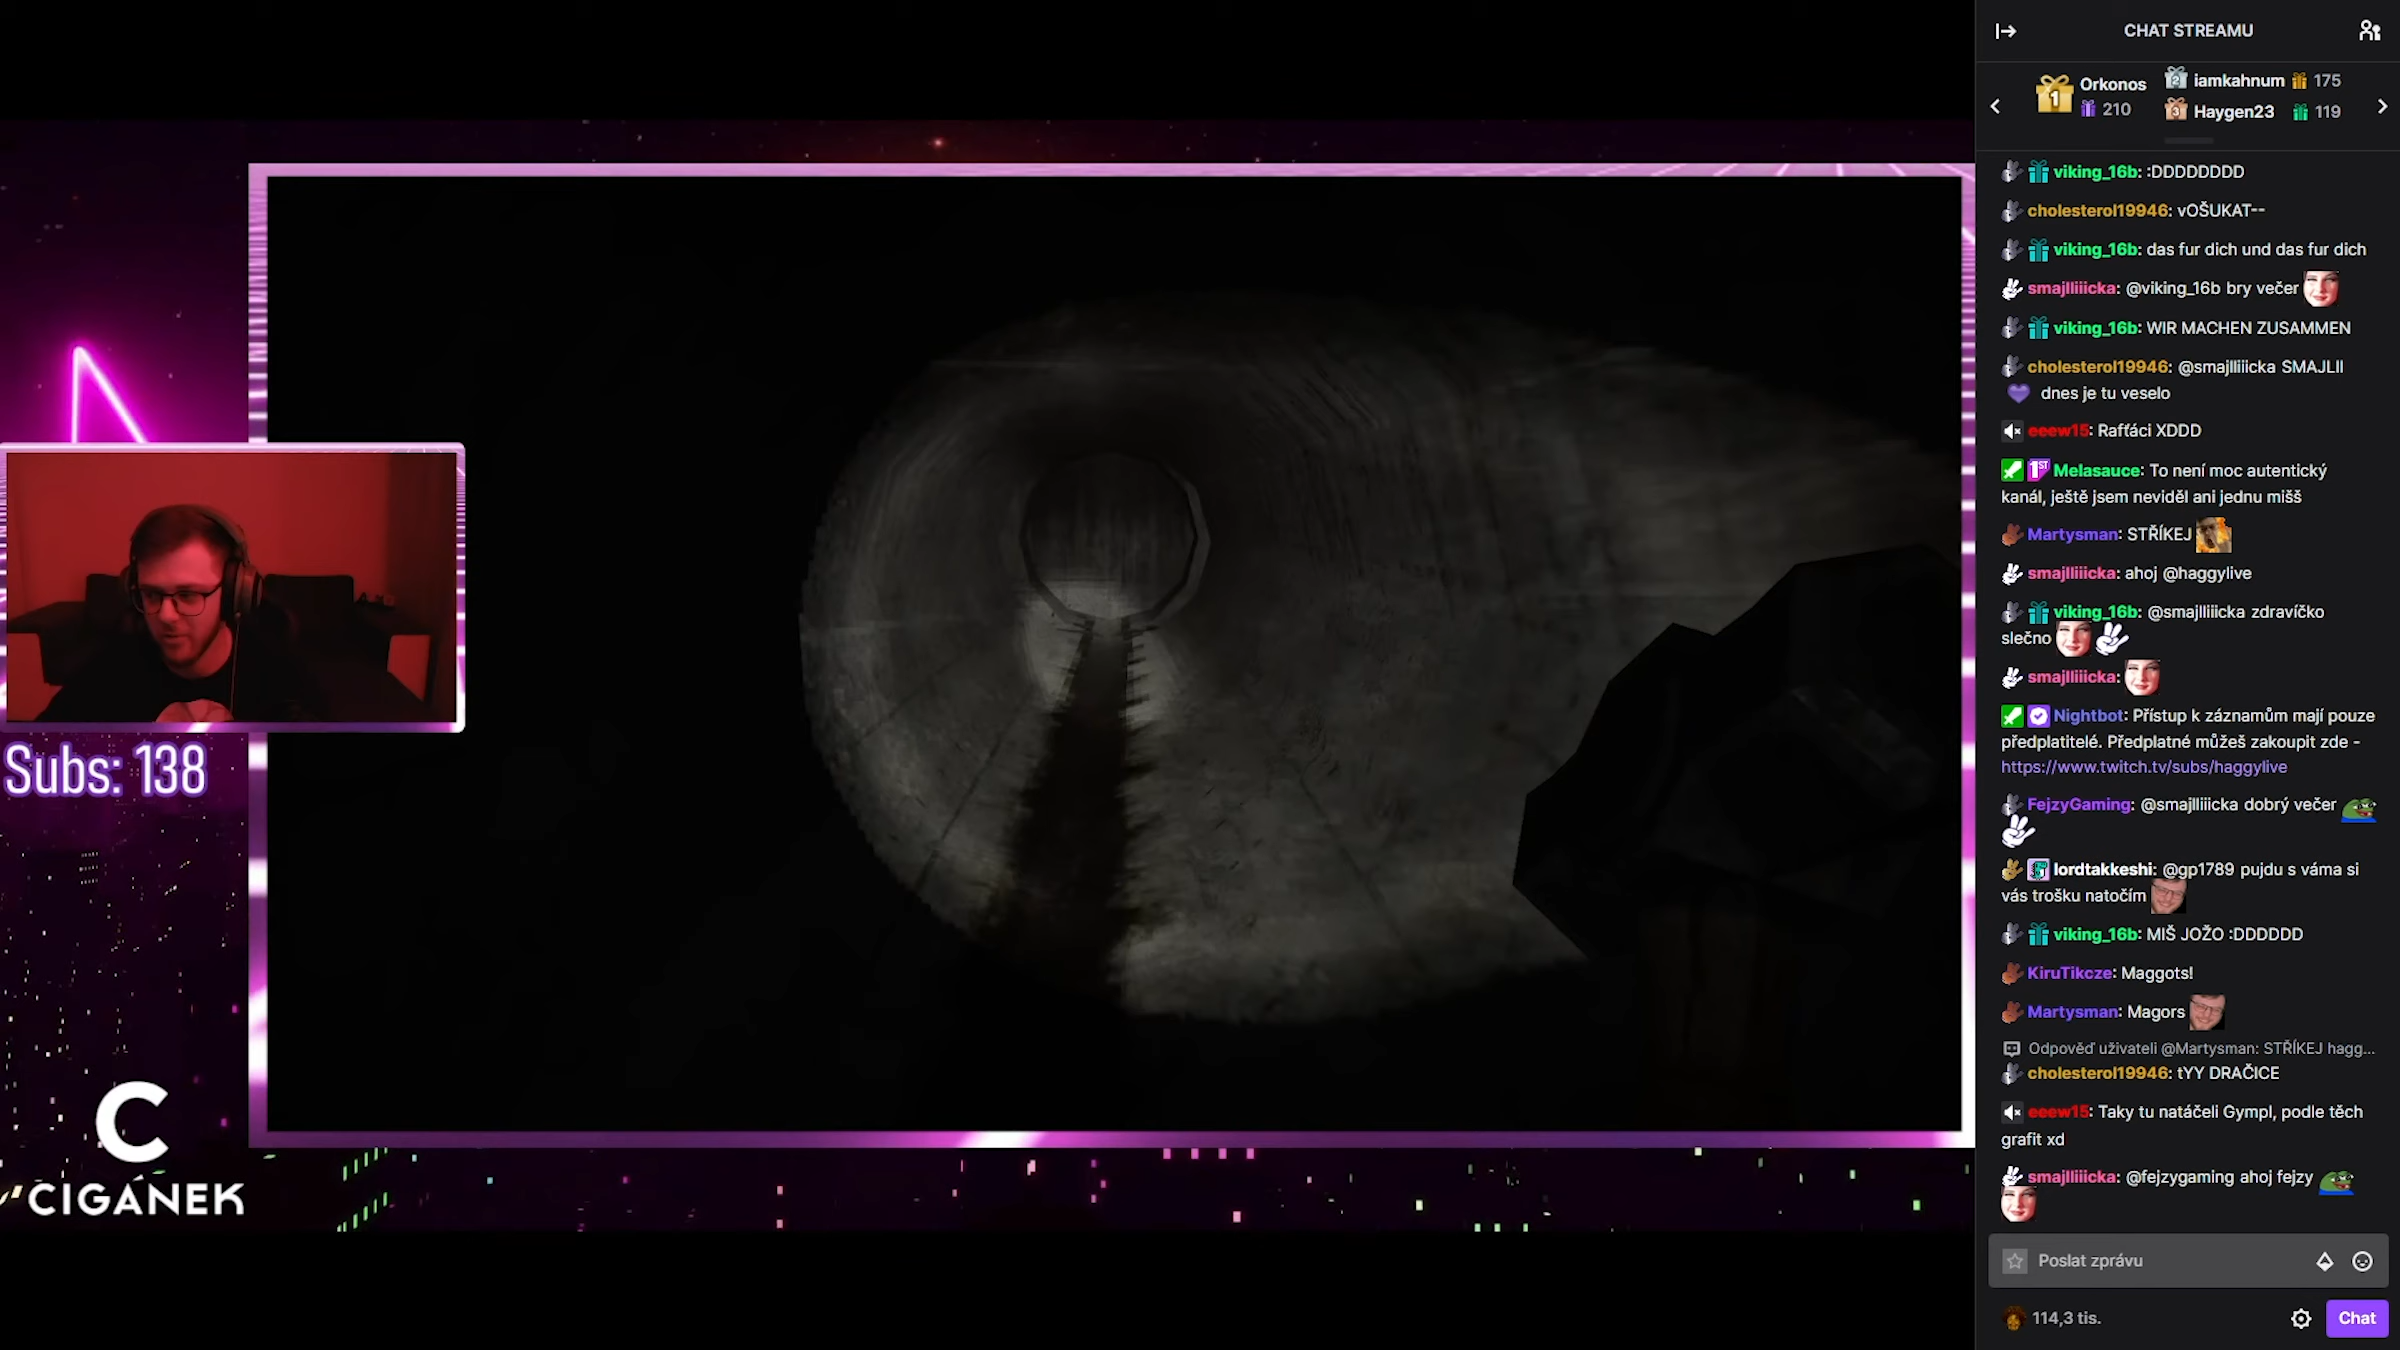 CHAT STREAMU
1 Orkonos
210
2 iamkahnum 175
3 Haygen23 119
viking_16b: :DDDDDDDD
cholesterol19946: vOŠUKAT--
viking_16b: das fur dich und das fur dich
smajlliiicka: @viking_16b bry večer
viking_16b: WIR MACHEN ZUSAMMEN
cholesterol19946: @smajlliiicka SMAJLII
dnes je tu veselo
eeew15: Rafťáci XDDD
1ST Melasauce: To není moc autentický
kanál, ještě jsem neviděl ani jednu mišš
Martysman: STŘÍKEJ
smajlliiicka: ahoj @haggylive
viking_16b: @smajlliiicka zdravíčko
slečno
smajlliiicka:
Nightbot: Přístup k záznamům mají pouze
předplatitelé. Předplatné můžeš zakoupit zde -
https://www.twitch.tv/subs/haggylive
FejzyGaming: @smajlliiicka dobrý večer
lordtakkeshi: @gp1789 pujdu s váma si
vás trošku natočím
viking_16b: MIŠ JOŽO :DDDDDD
KiruTikcze: Maggots!
Martysman: Magors
Odpověď uživateli @Martysman: STŘÍKEJ hagg...
cholesterol19946: tYY DRAČICE
eeew15: Taky tu natáčeli Gympl, podle těch
grafit xd
smajlliiicka: @fejzygaming ahoj fejzy
Poslat zprávu
114,3 tis.
Chat
Subs: 138
C
CIGÁNEK